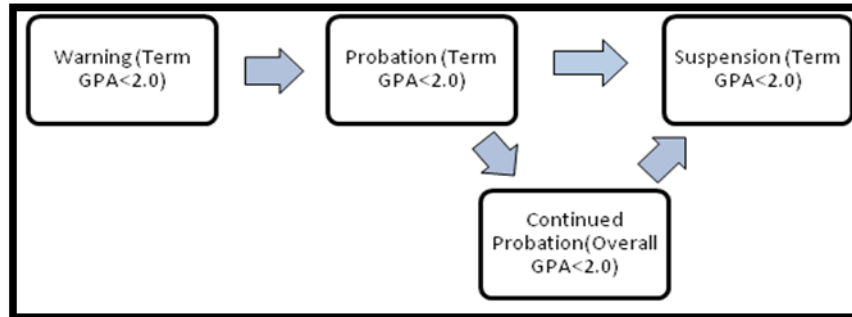 Warning (Term
GPA<2.0)
Probation (Term
GPA<2.0)
Suspension (Term
GPA<2.0)
Continued
Probation(Overall
GPA<2.0)